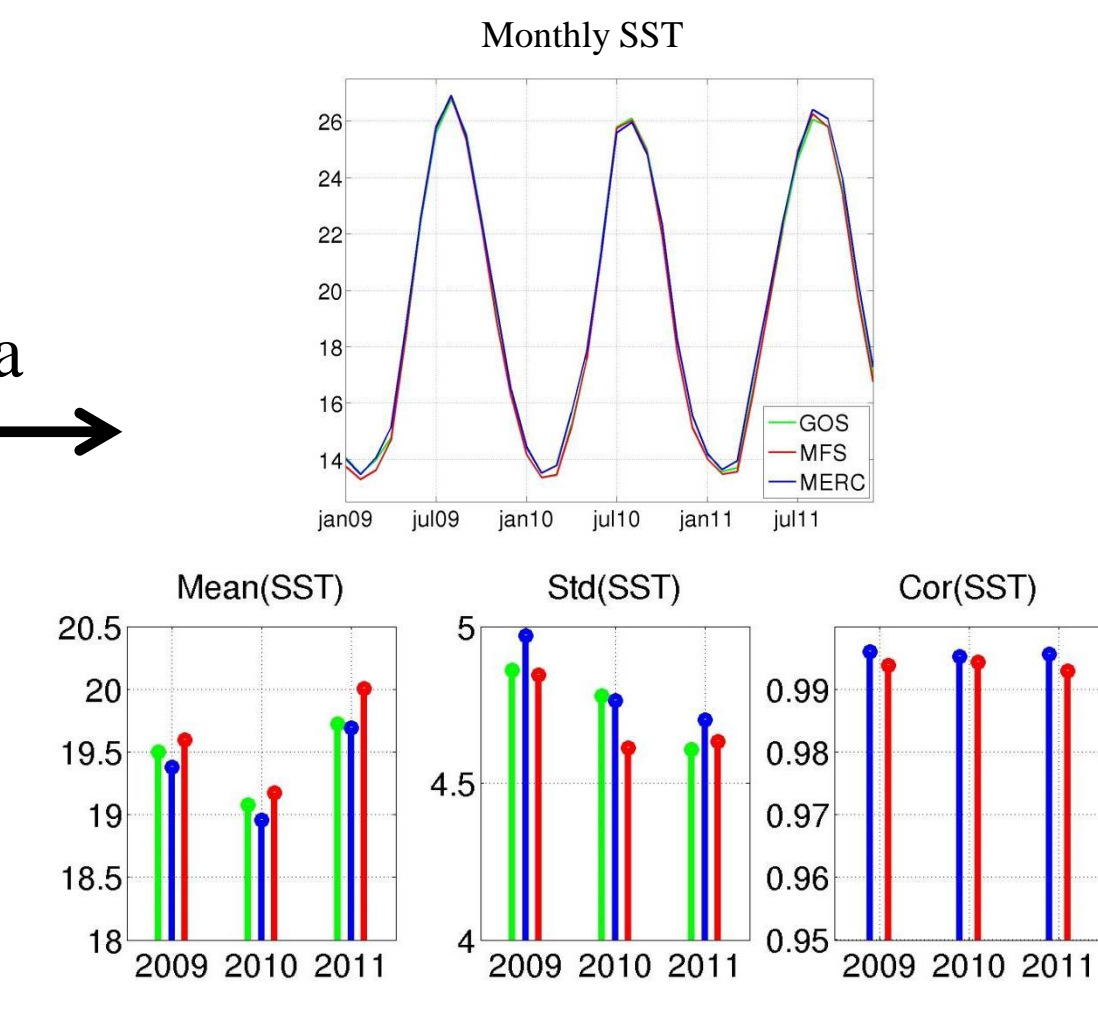 Monthly SST
26
24
22
20
18
16
14
jan09 jul09 jan10 jul10 jan11 jul11
GOS
MFS
MERC
a
Mean(SST)
20.5
20
19.5
19
18.5
18
2009 2010 2011
Std(SST)
5
4.5
4
2009 2010 2011
Cor(SST)
0.99
0.98
0.97
0.96
0.95
2009 2010 2011